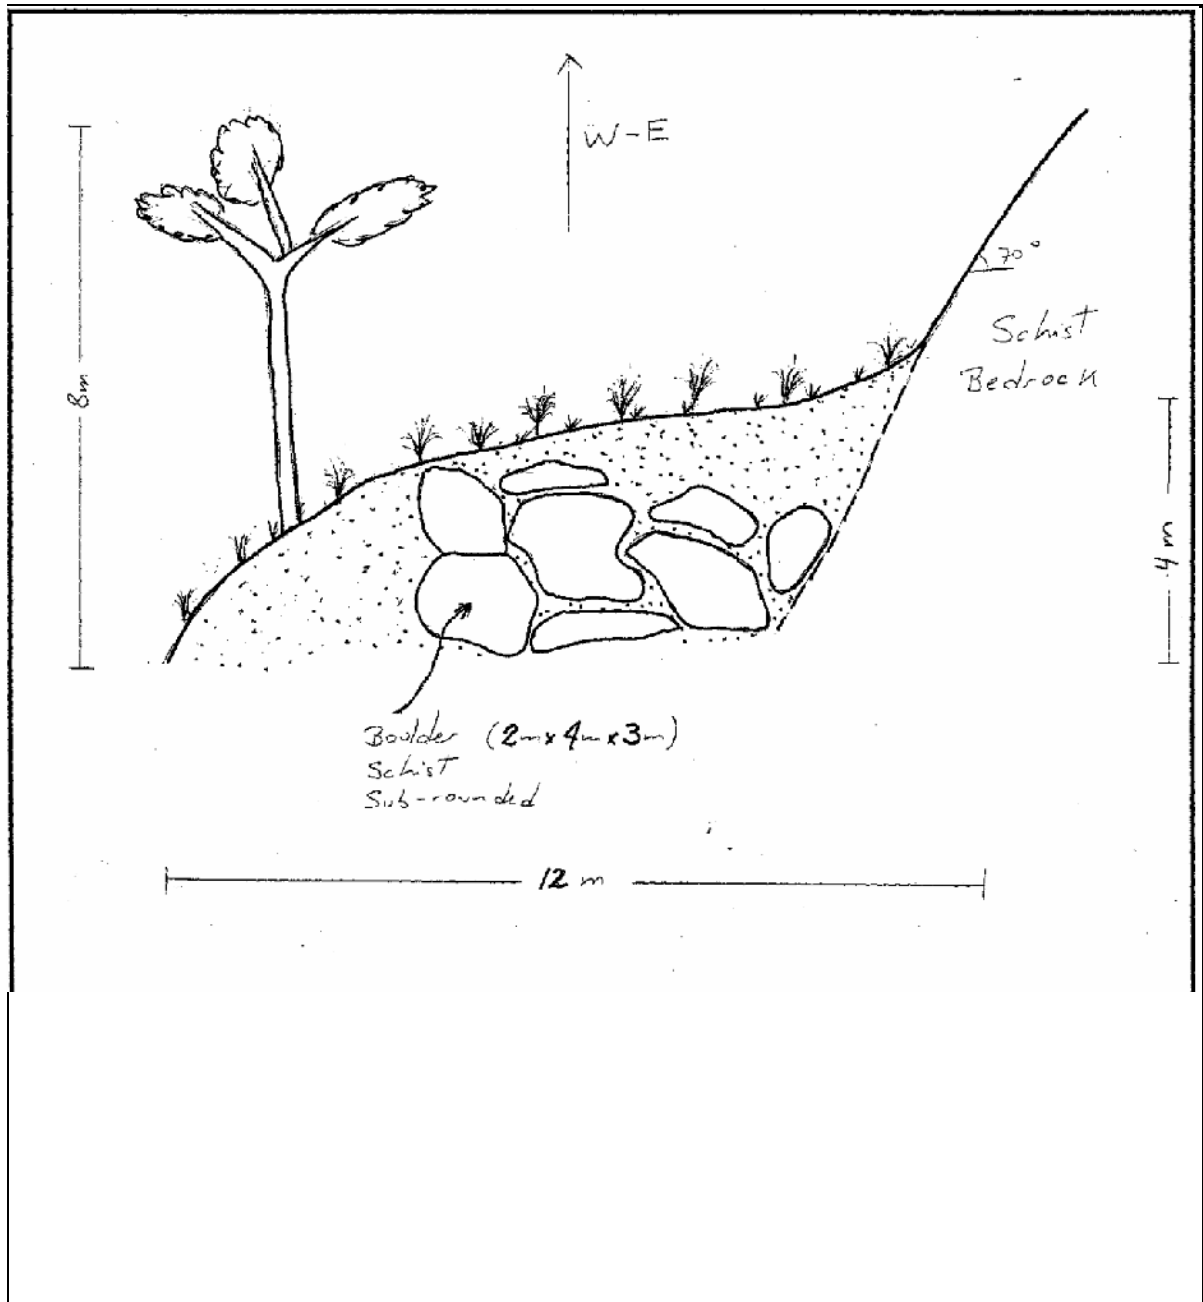 W-E
70°
Schist
Bedrock
8m
4m
Boulder (2m x 4m x 3m)
Schist
Sub-rounded
12 m